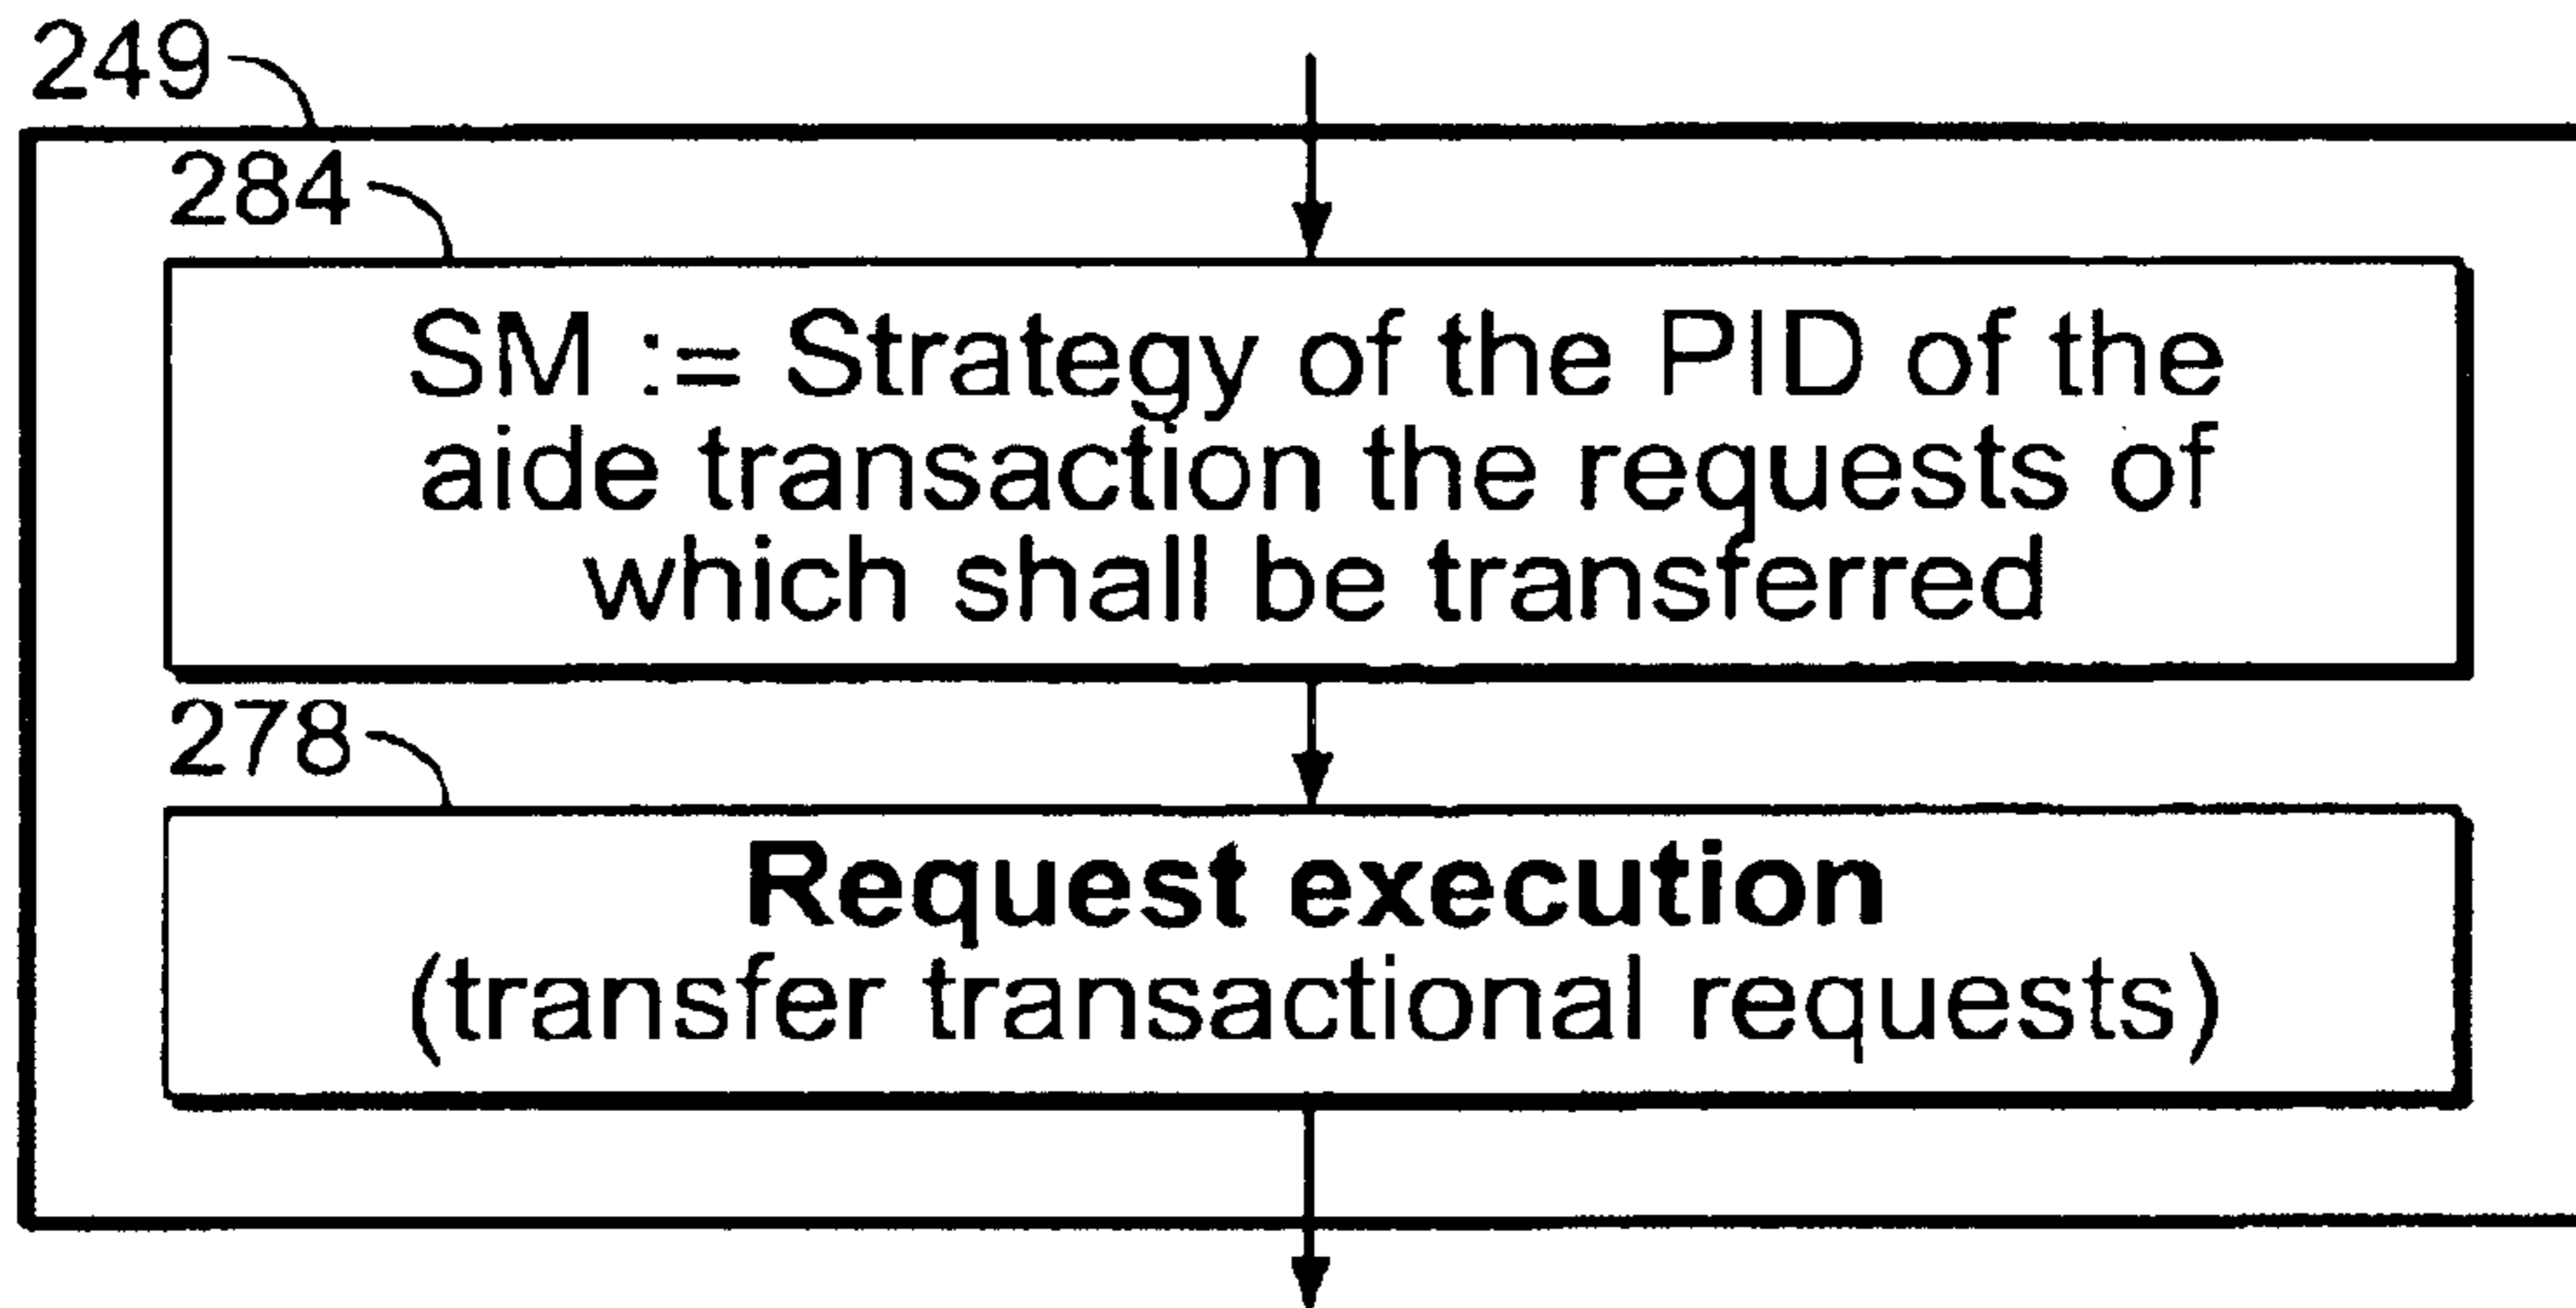 249
284
SM := Strategy of the PID of the
aide transaction the requests of
which shall be transferred
278
Request execution
(transfer transactional requests)